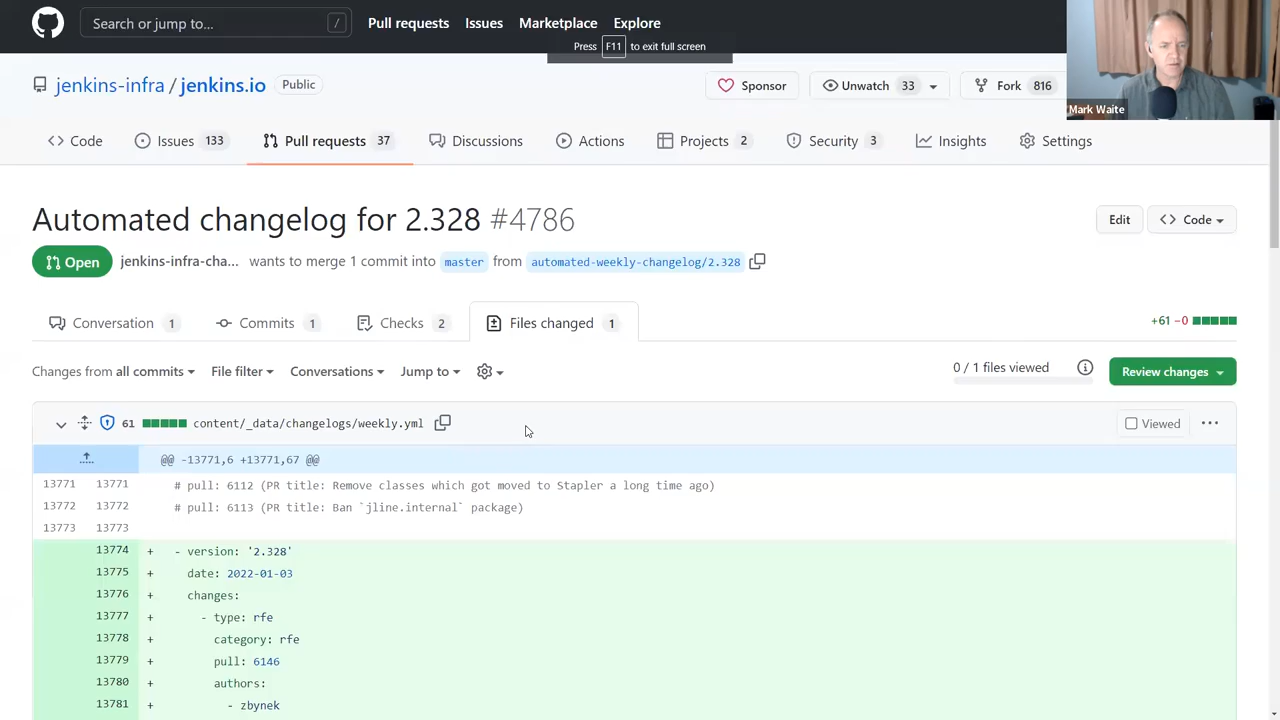 Search or jump to...
/
Pull requests
Issues
Marketplace
Explore
Press F11 to exit full screen
Mark Waite
jenkins-infra / jenkins.io
Public
Sponsor
Unwatch 33
Fork 816
Code
Issues 133
Pull requests 37
Discussions
Actions
Projects 2
Security 3
Insights
Settings
Automated changelog for 2.328 #4786
Edit
Code
Open
jenkins-infra-cha... wants to merge 1 commit into master from automated-weekly-changelog/2.328
Conversation 1
Commits 1
Checks 2
Files changed 1
+61 −0
Changes from all commits
File filter
Conversations
Jump to
0 / 1 files viewed
Review changes
61 content/_data/changelogs/weekly.yml
Viewed
@@ -13771,6 +13771,67 @@
13771 13771 # pull: 6112 (PR title: Remove classes which got moved to Stapler a long time ago)
13772 13772 # pull: 6113 (PR title: Ban `jline.internal` package)
13773 13773
13774 + - version: '2.328'
13775 + date: 2022-01-03
13776 + changes:
13777 + - type: rfe
13778 + category: rfe
13779 + pull: 6146
13780 + authors:
13781 + - zbynek